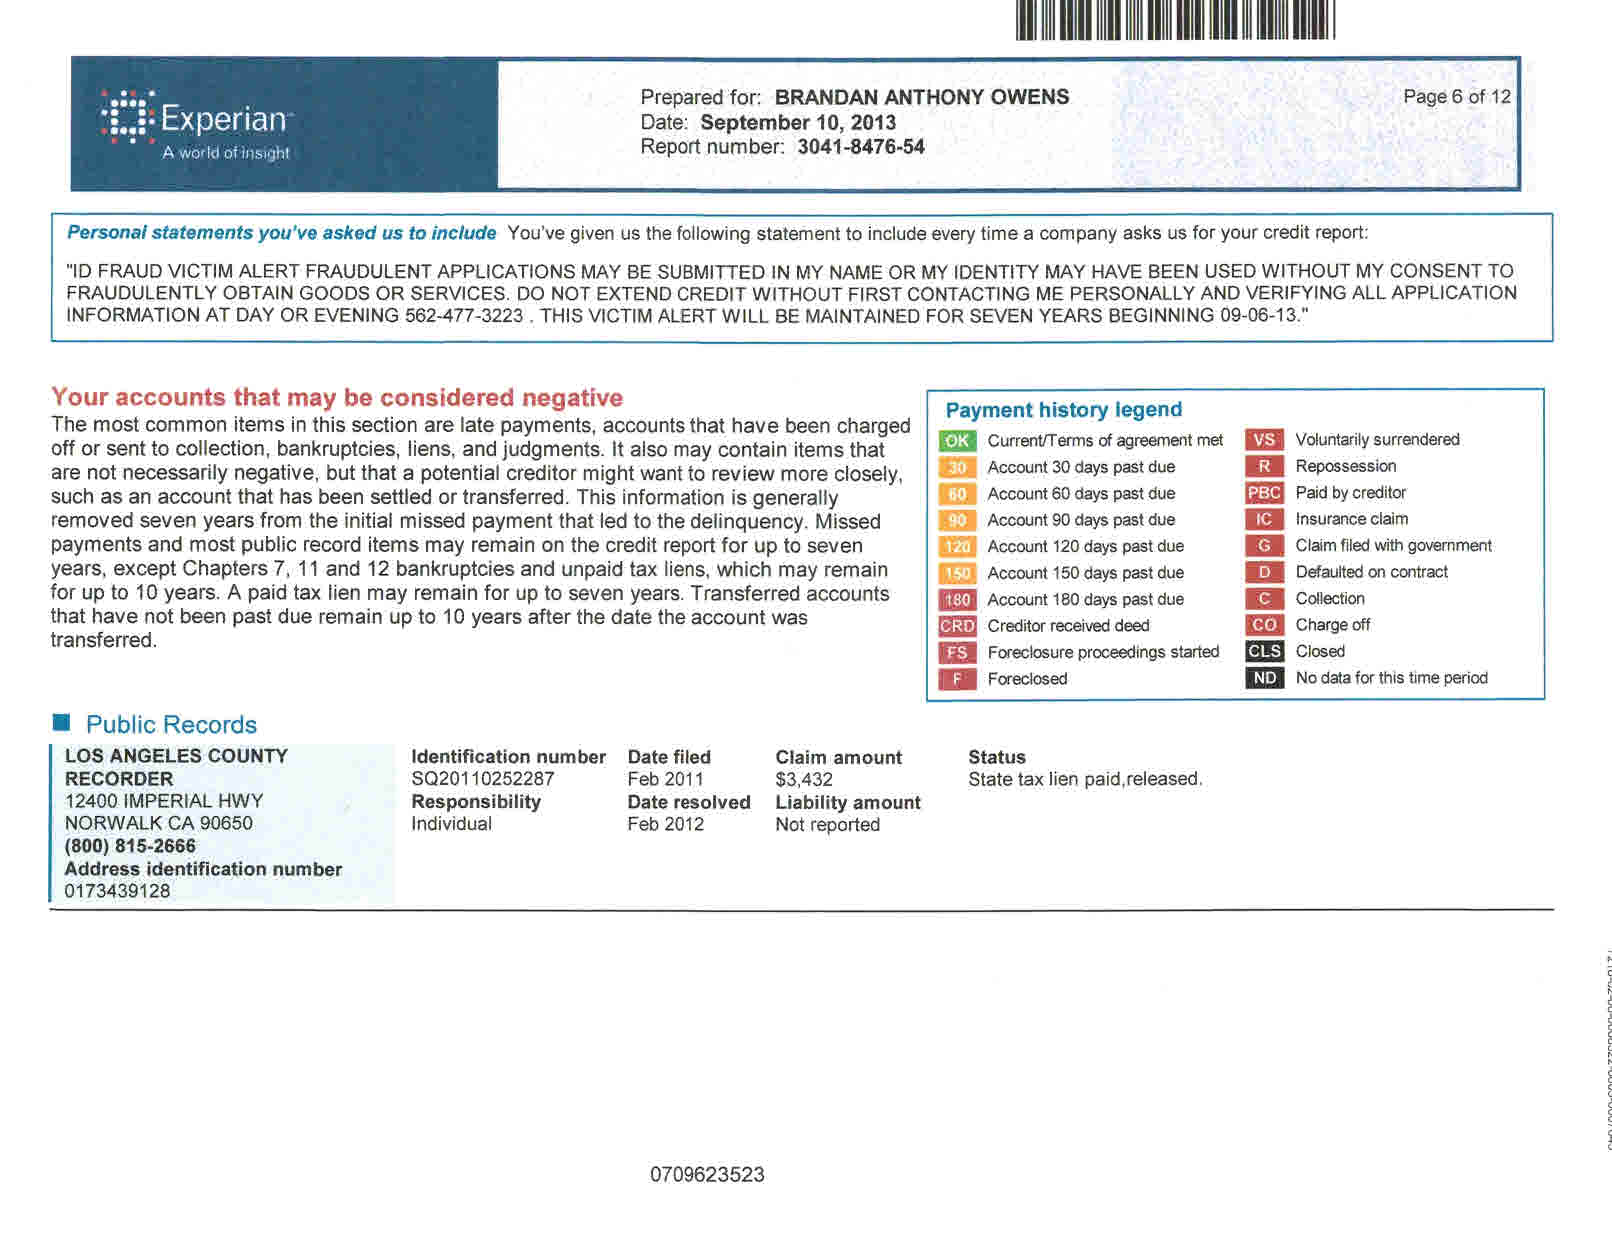 Experian
A world of insight
Prepared for: BRANDAN ANTHONY OWENS
Date: September 10, 2013
Report number: 3041-8476-54
Page 6 of 12
Personal statements you've asked us to include You've given us the following statement to include every time a company asks us for your credit report:
"ID FRAUD VICTIM ALERT FRAUDULENT APPLICATIONS MAY BE SUBMITTED IN MY NAME OR MY IDENTITY MAY HAVE BEEN USED WITHOUT MY CONSENT TO
FRAUDULENTLY OBTAIN GOODS OR SERVICES. DO NOT EXTEND CREDIT WITHOUT FIRST CONTACTING ME PERSONALLY AND VERIFYING ALL APPLICATION
INFORMATION AT DAY OR EVENING 562-477-3223 . THIS VICTIM ALERT WILL BE MAINTAINED FOR SEVEN YEARS BEGINNING 09-06-13."
Your accounts that may be considered negative
The most common items in this section are late payments, accounts that have been charged
off or sent to collection, bankruptcies, liens, and judgments. It also may contain items that
are not necessarily negative, but that a potential creditor might want to review more closely,
such as an account that has been settled or transferred. This information is generally
removed seven years from the initial missed payment that led to the delinquency. Missed
payments and most public record items may remain on the credit report for up to seven
years, except Chapters 7, 11 and 12 bankruptcies and unpaid tax liens, which may remain
for up to 10 years. A paid tax lien may remain for up to seven years. Transferred accounts
that have not been past due remain up to 10 years after the date the account was
transferred.
Payment history legend
OK Current/Terms of agreement met VS Voluntarily surrendered
30 Account 30 days past due R Repossession
60 Account 60 days past due PBC Paid by creditor
90 Account 90 days past due IC Insurance claim
120 Account 120 days past due G Claim filed with government
150 Account 150 days past due D Defaulted on contract
180 Account 180 days past due C Collection
CRD Creditor received deed CO Charge off
FS Foreclosure proceedings started CLS Closed
F Foreclosed ND No data for this time period
Public Records
LOS ANGELES COUNTY
RECORDER
12400 IMPERIAL HWY
NORWALK CA 90650
(800) 815-2666
Address identification number
0173439128
Identification number Date filed Claim amount Status
SQ20110252287 Feb 2011 $3,432 State tax lien paid,released.
Responsibility Date resolved Liability amount
Individual Feb 2012 Not reported
0709623523